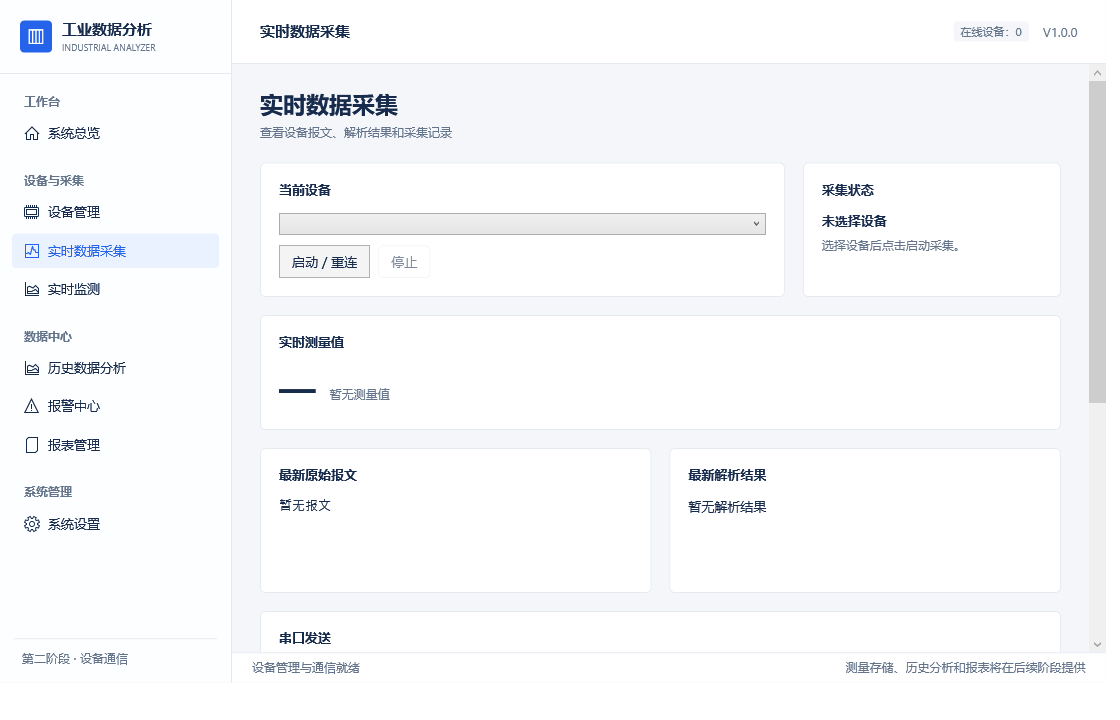 工业数据分析
INDUSTRIAL ANALYZER
工作台
系统总览
设备与采集
设备管理
实时数据采集
实时监测
数据中心
历史数据分析
报警中心
报表管理
系统管理
系统设置
第二阶段 · 设备通信
实时数据采集
在线设备：0
V1.0.0
实时数据采集
查看设备报文、解析结果和采集记录
当前设备
启动 / 重连
停止
采集状态
未选择设备
选择设备后点击启动采集。
实时测量值
暂无测量值
最新原始报文
暂无报文
最新解析结果
暂无解析结果
串口发送
设备管理与通信就绪
测量存储、历史分析和报表将在后续阶段提供